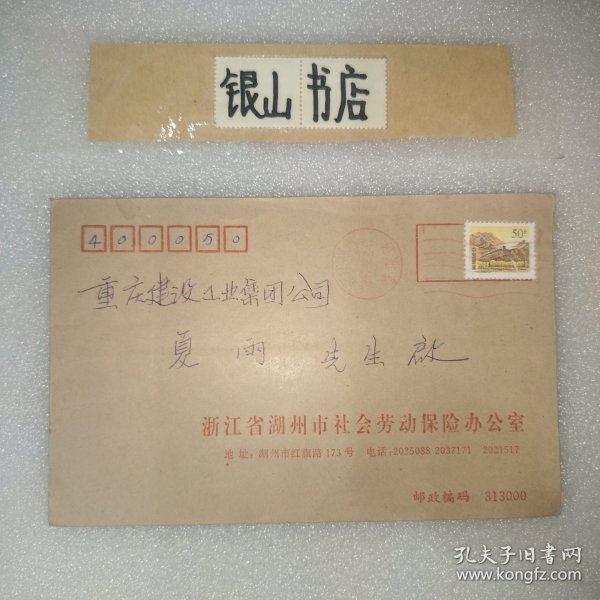 银山书店
400050
50分
重庆建设工业集团公司
夏雨 先生 啟
浙江省湖州市社会劳动保险办公室
地址：湖州市红旗路173号 电话：2025088 2037171 2021517
邮政编码 313000
孔夫子旧书网
www.kongfz.com